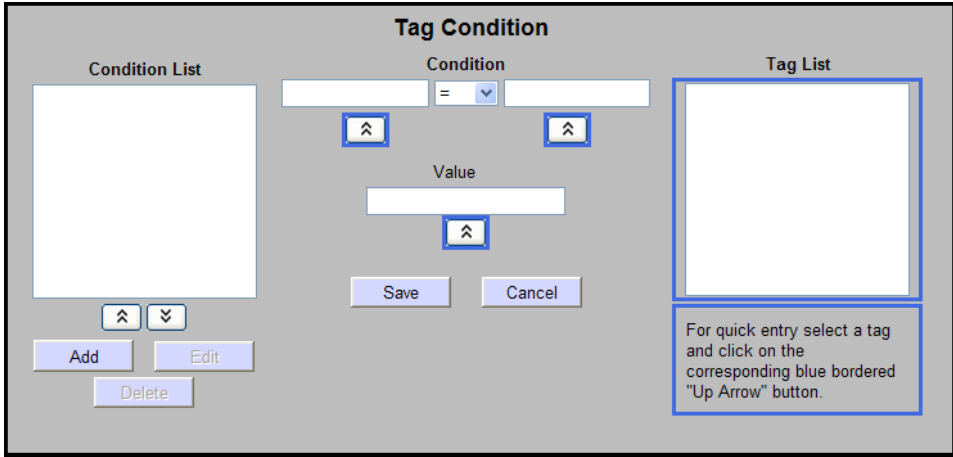 Tag Condition
Condition List
Condition
Tag List
=
Value
Save
Cancel
Add
Edit
Delete
For quick entry select a tag
and click on the
corresponding blue bordered
"Up Arrow" button.